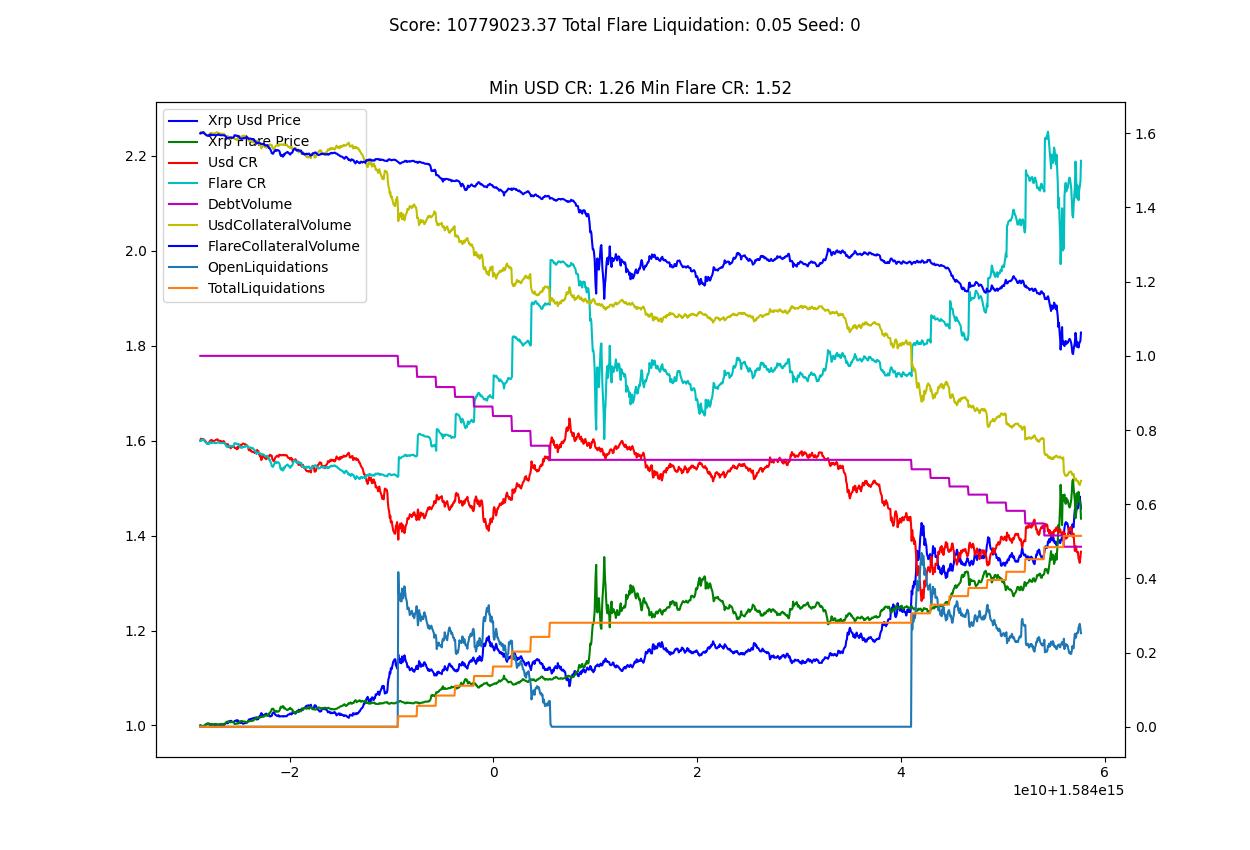 Score: 10779023.37 Total Flare Liquidation: 0.05 Seed: 0
Min USD CR: 1.26 Min Flare CR: 1.52
Xrp Usd Price
Xrp Flare Price
Usd CR
Flare CR
DebtVolume
UsdCollateralVolume
FlareCollateralVolume
OpenLiquidations
TotalLiquidations
2.2
2.0
1.8
1.6
1.4
1.2
1.0
1.6
1.4
1.2
1.0
0.8
0.6
0.4
0.2
0.0
−2 0 2 4 6
1e10+1.584e15